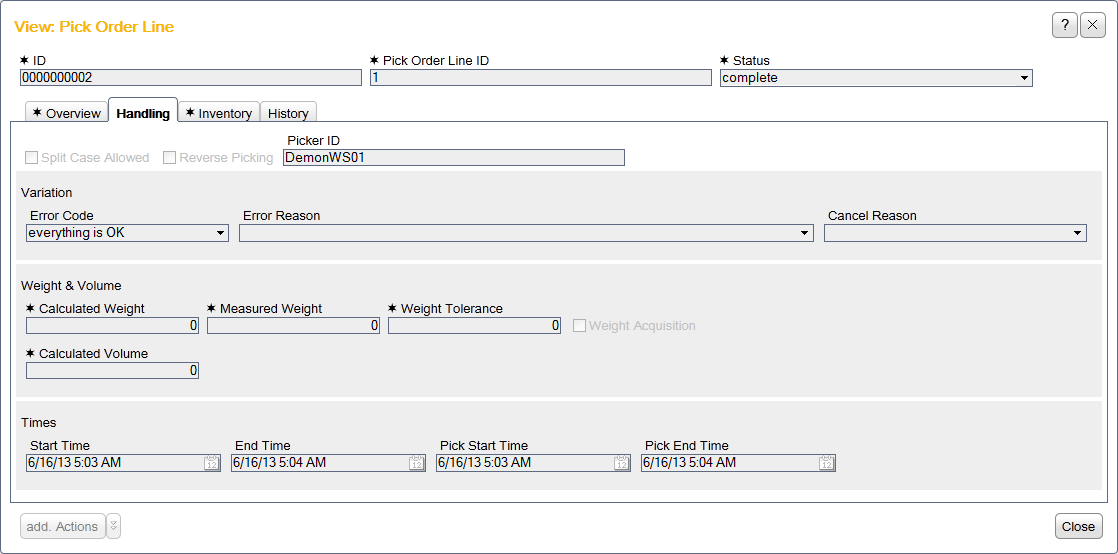 View: Pick Order Line
?
✶ ID ✶ Pick Order Line ID ✶ Status
0000000002 1 complete
✶ Overview Handling ✶ Inventory History
Picker ID
Split Case Allowed Reverse Picking DemonWS01
Variation
Error Code Error Reason Cancel Reason
everything is OK
Weight & Volume
✶ Calculated Weight ✶ Measured Weight ✶ Weight Tolerance
0 0 0 Weight Acquisition
✶ Calculated Volume
0
Times
Start Time End Time Pick Start Time Pick End Time
6/16/13 5:03 AM 12 6/16/13 5:04 AM 12 6/16/13 5:03 AM 12 6/16/13 5:04 AM 12
add. Actions Close